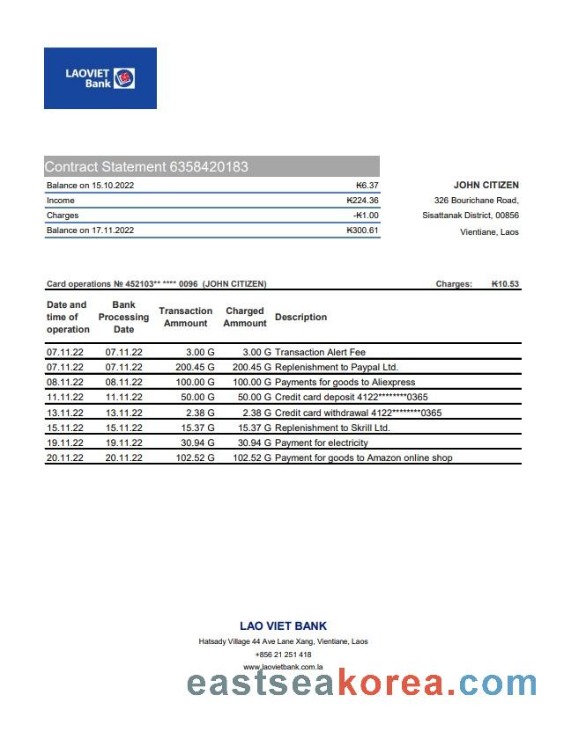 LAOVIET
Bank
Contract Statement 6358420183
Balance on 15.10.2022 ₭6.37
Income ₭224.36
Charges -₭1.00
Balance on 17.11.2022 ₭300.61
JOHN CITIZEN
326 Bourichane Road,
Sisattanak District, 00856
Vientiane, Laos
Card operations № 452103** **** 0096 (JOHN CITIZEN) Charges: ₭10.53
Date and time of operation Bank Processing Date Transaction Ammount Charged Ammount Description
07.11.22 07.11.22 3.00 G 3.00 G Transaction Alert Fee
07.11.22 07.11.22 200.45 G 200.45 G Replenishment to Paypal Ltd.
08.11.22 08.11.22 100.00 G 100.00 G Payments for goods to Aliexpress
11.11.22 11.11.22 50.00 G 50.00 G Credit card deposit 4122********0365
13.11.22 13.11.22 2.38 G 2.38 G Credit card withdrawal 4122********0365
15.11.22 15.11.22 15.37 G 15.37 G Replenishment to Skrill Ltd.
19.11.22 19.11.22 30.94 G 30.94 G Payment for electricity
20.11.22 20.11.22 102.52 G 102.52 G Payment for goods to Amazon online shop
LAO VIET BANK
Hatsady Village 44 Ave Lane Xang, Vientiane, Laos
+856 21 251 418
www.laovietbank.com.la
eastseakorea.com